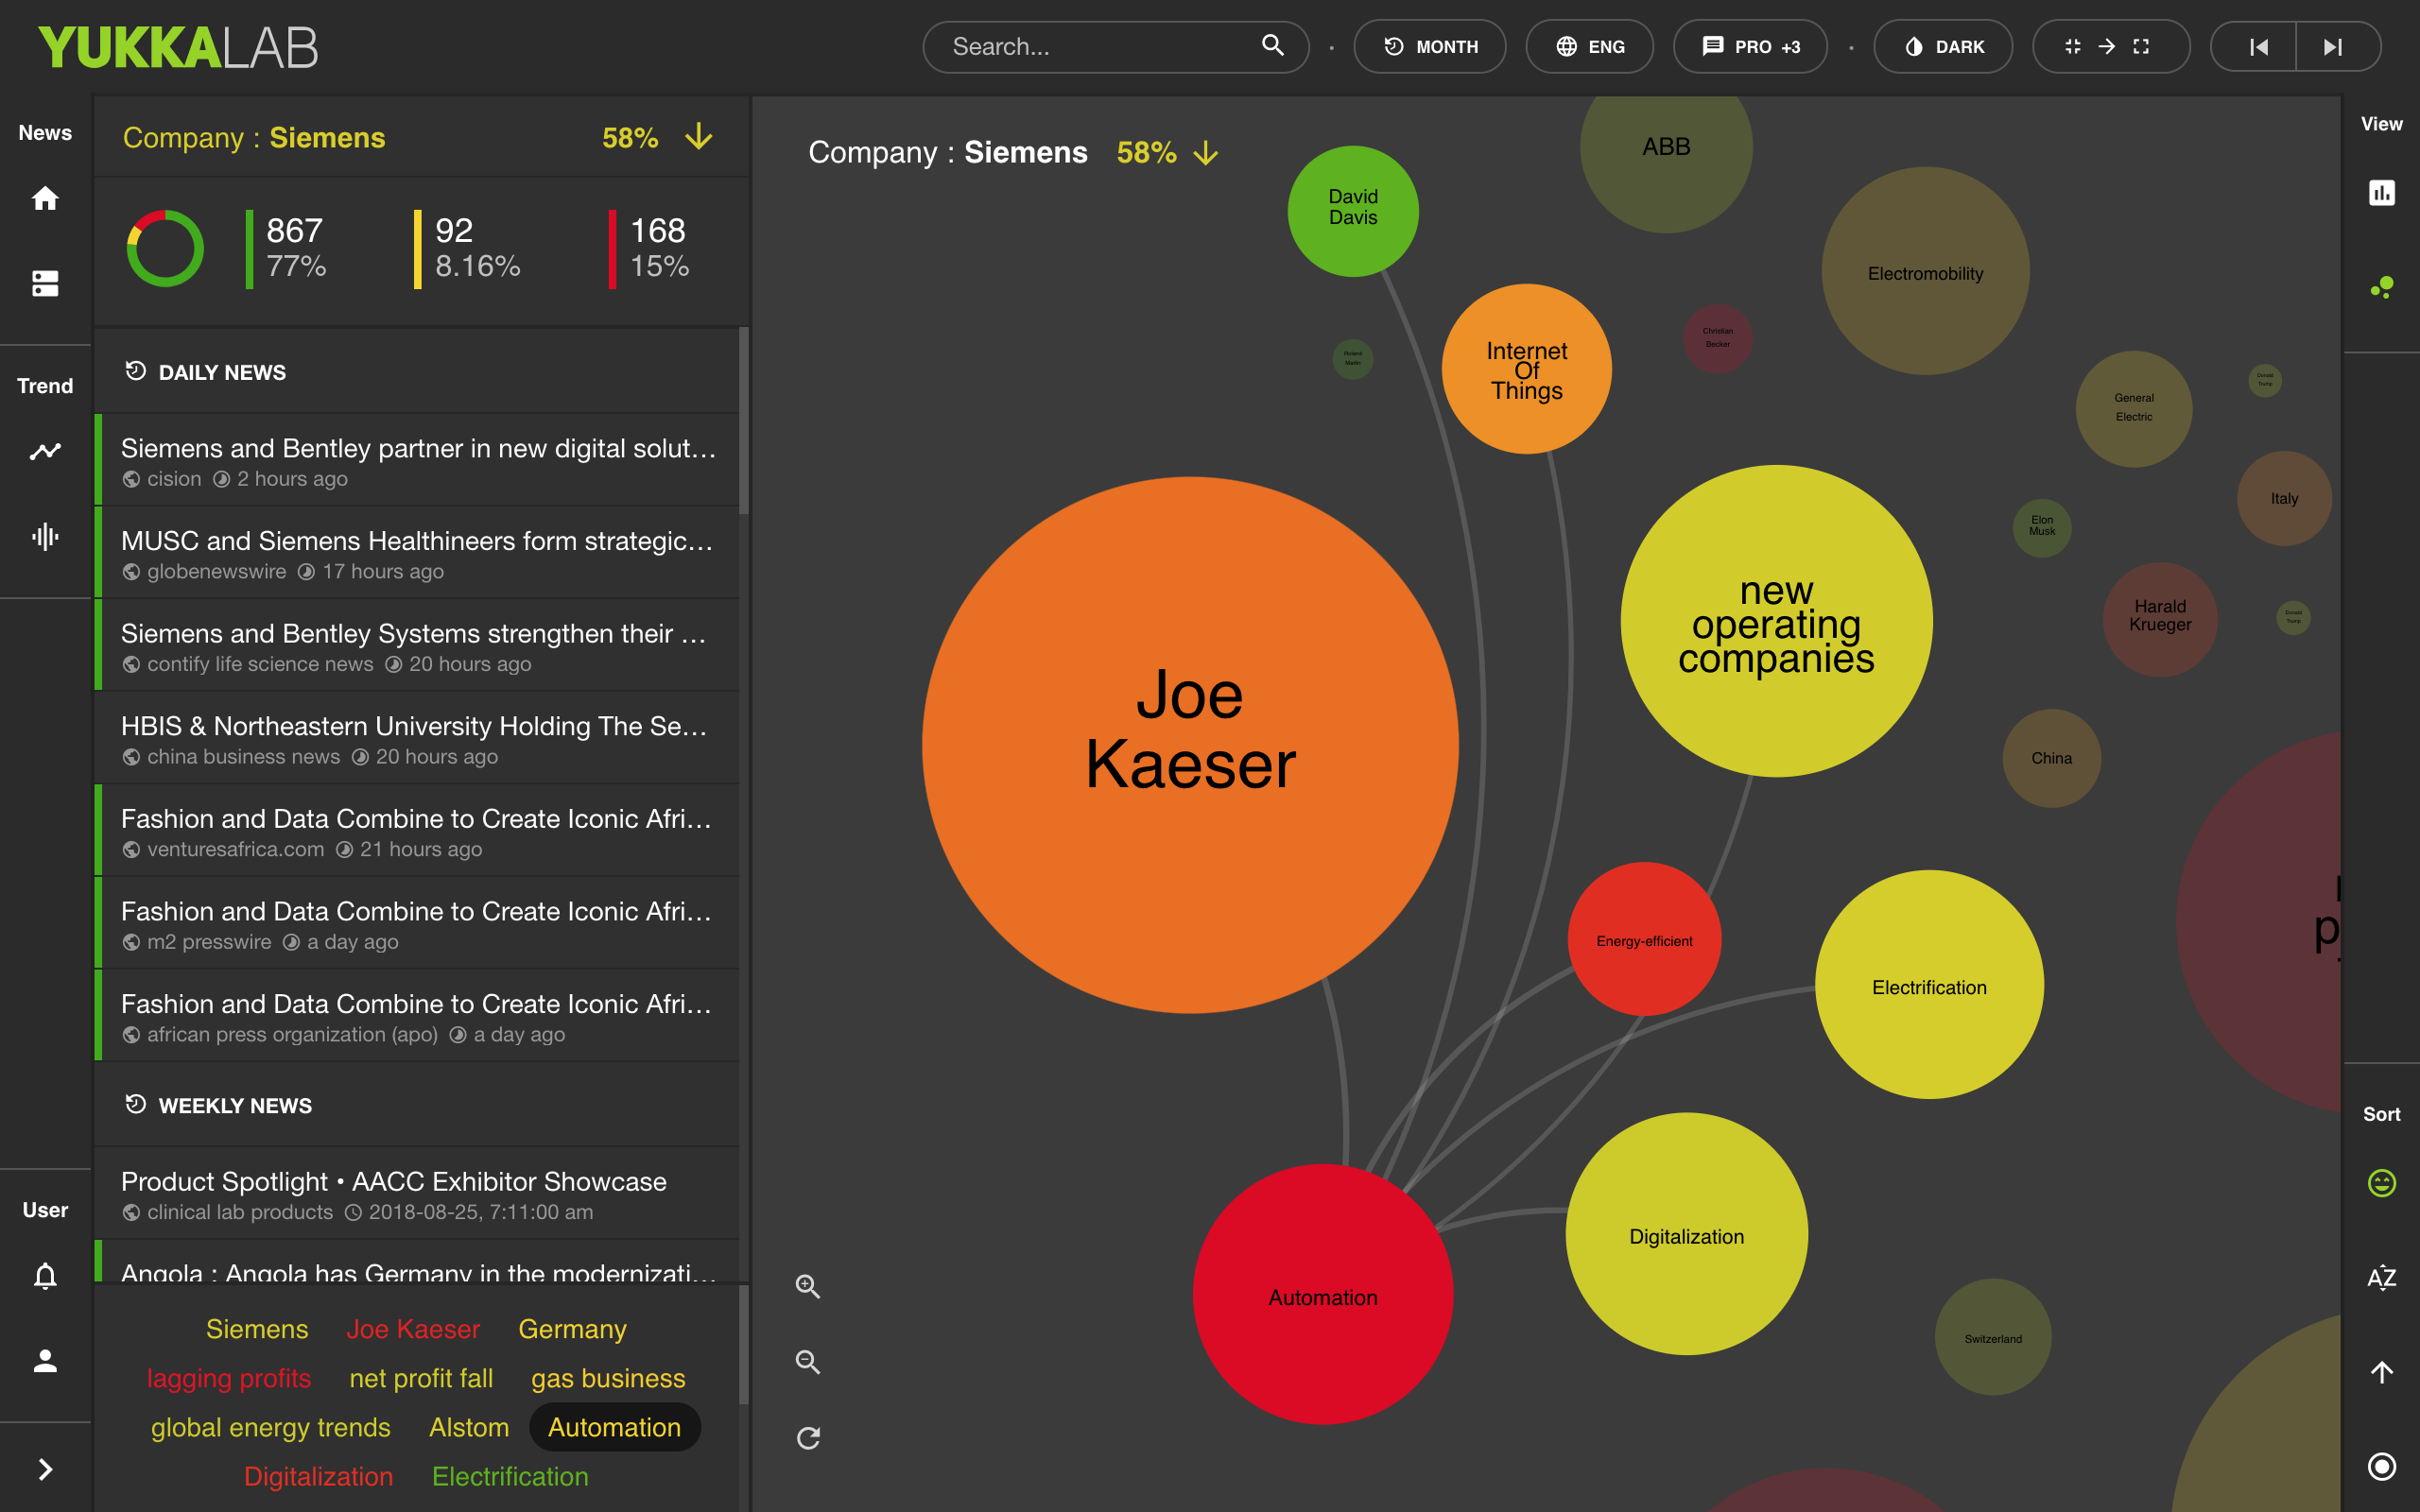 YUKKALAB
Search...
MONTH
ENG
PRO +3
DARK
News
Trend
User
Company : Siemens 58%
867
77%
92
8.16%
168
15%
DAILY NEWS
Siemens and Bentley partner in new digital solut...
cision 2 hours ago
MUSC and Siemens Healthineers form strategic...
globenewswire 17 hours ago
Siemens and Bentley Systems strengthen their ...
contify life science news 20 hours ago
HBIS & Northeastern University Holding The Se...
china business news 20 hours ago
Fashion and Data Combine to Create Iconic Afri...
venturesafrica.com 21 hours ago
Fashion and Data Combine to Create Iconic Afri...
m2 presswire a day ago
Fashion and Data Combine to Create Iconic Afri...
african press organization (apo) a day ago
WEEKLY NEWS
Product Spotlight • AACC Exhibitor Showcase
clinical lab products 2018-08-25, 7:11:00 am
Angola : Angola has Germany in the modernizati...
Siemens Joe Kaeser Germany
lagging profits net profit fall gas business
global energy trends Alstom Automation
Digitalization Electrification
Company : Siemens 58%
David
Davis
ABB
Electromobility
Internet
Of
Things
Christian
Becker
Roland
Martin
General
Electric
Donald
Trump
Italy
Elon
Musk
Harald
Krueger
Donald
Trump
new
operating
companies
Joe
Kaeser
China
Energy-efficient
Electrification
Digitalization
Automation
Switzerland
View
Sort
AZ